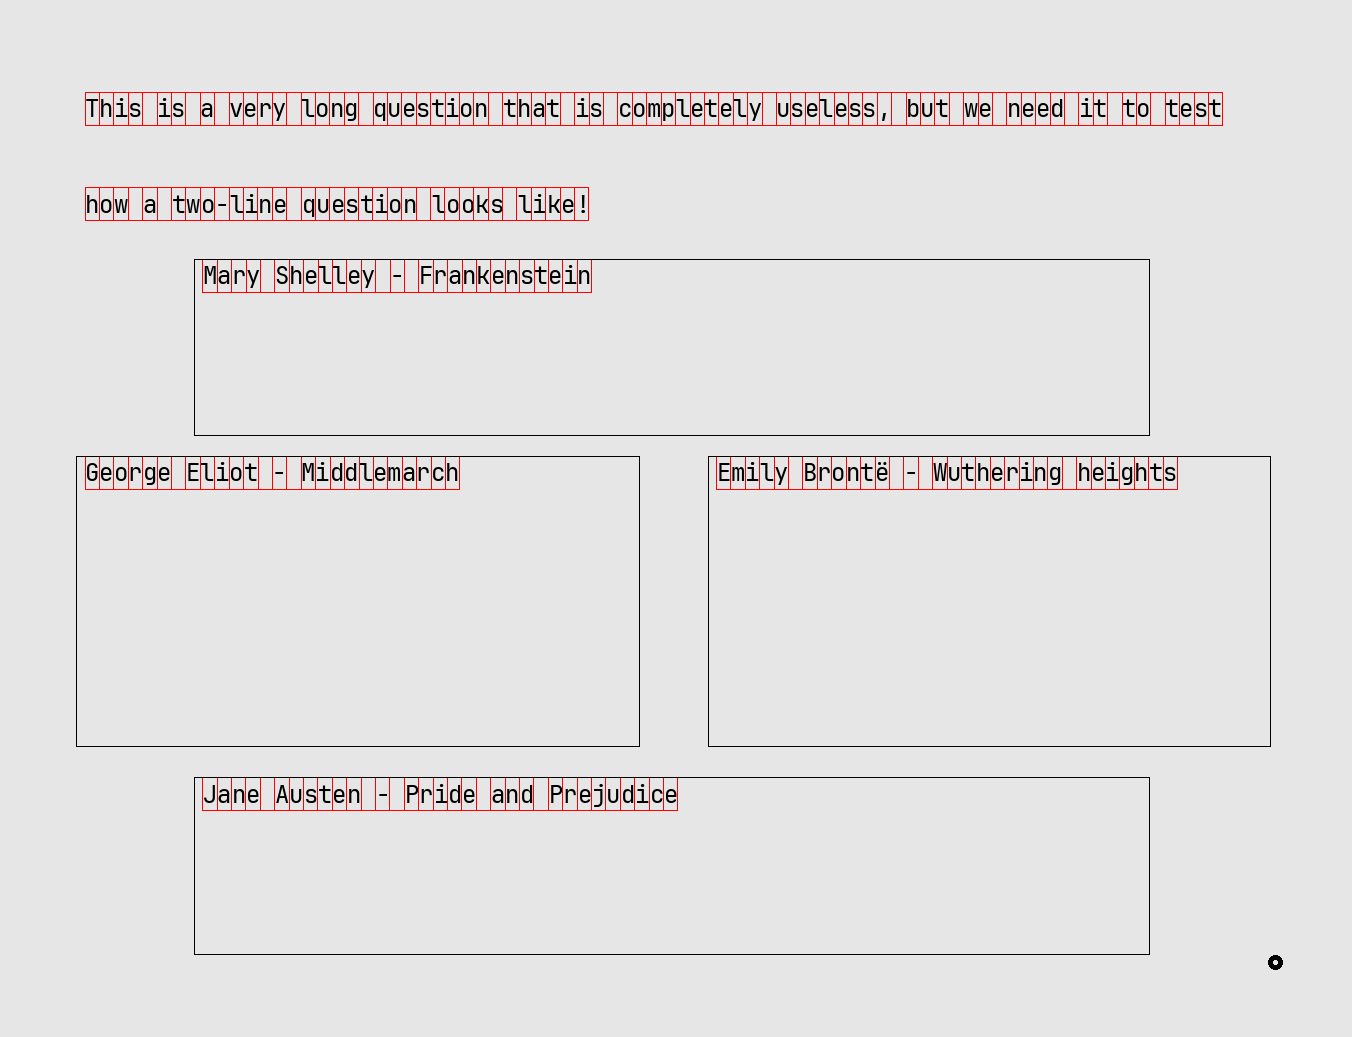 This is a very long question that is completely useless, but we need it to test
how a two-line question looks like!
Mary Shelley - Frankenstein
George Eliot - Middlemarch
Emily Brontë - Wuthering heights
Jane Austen - Pride and Prejudice